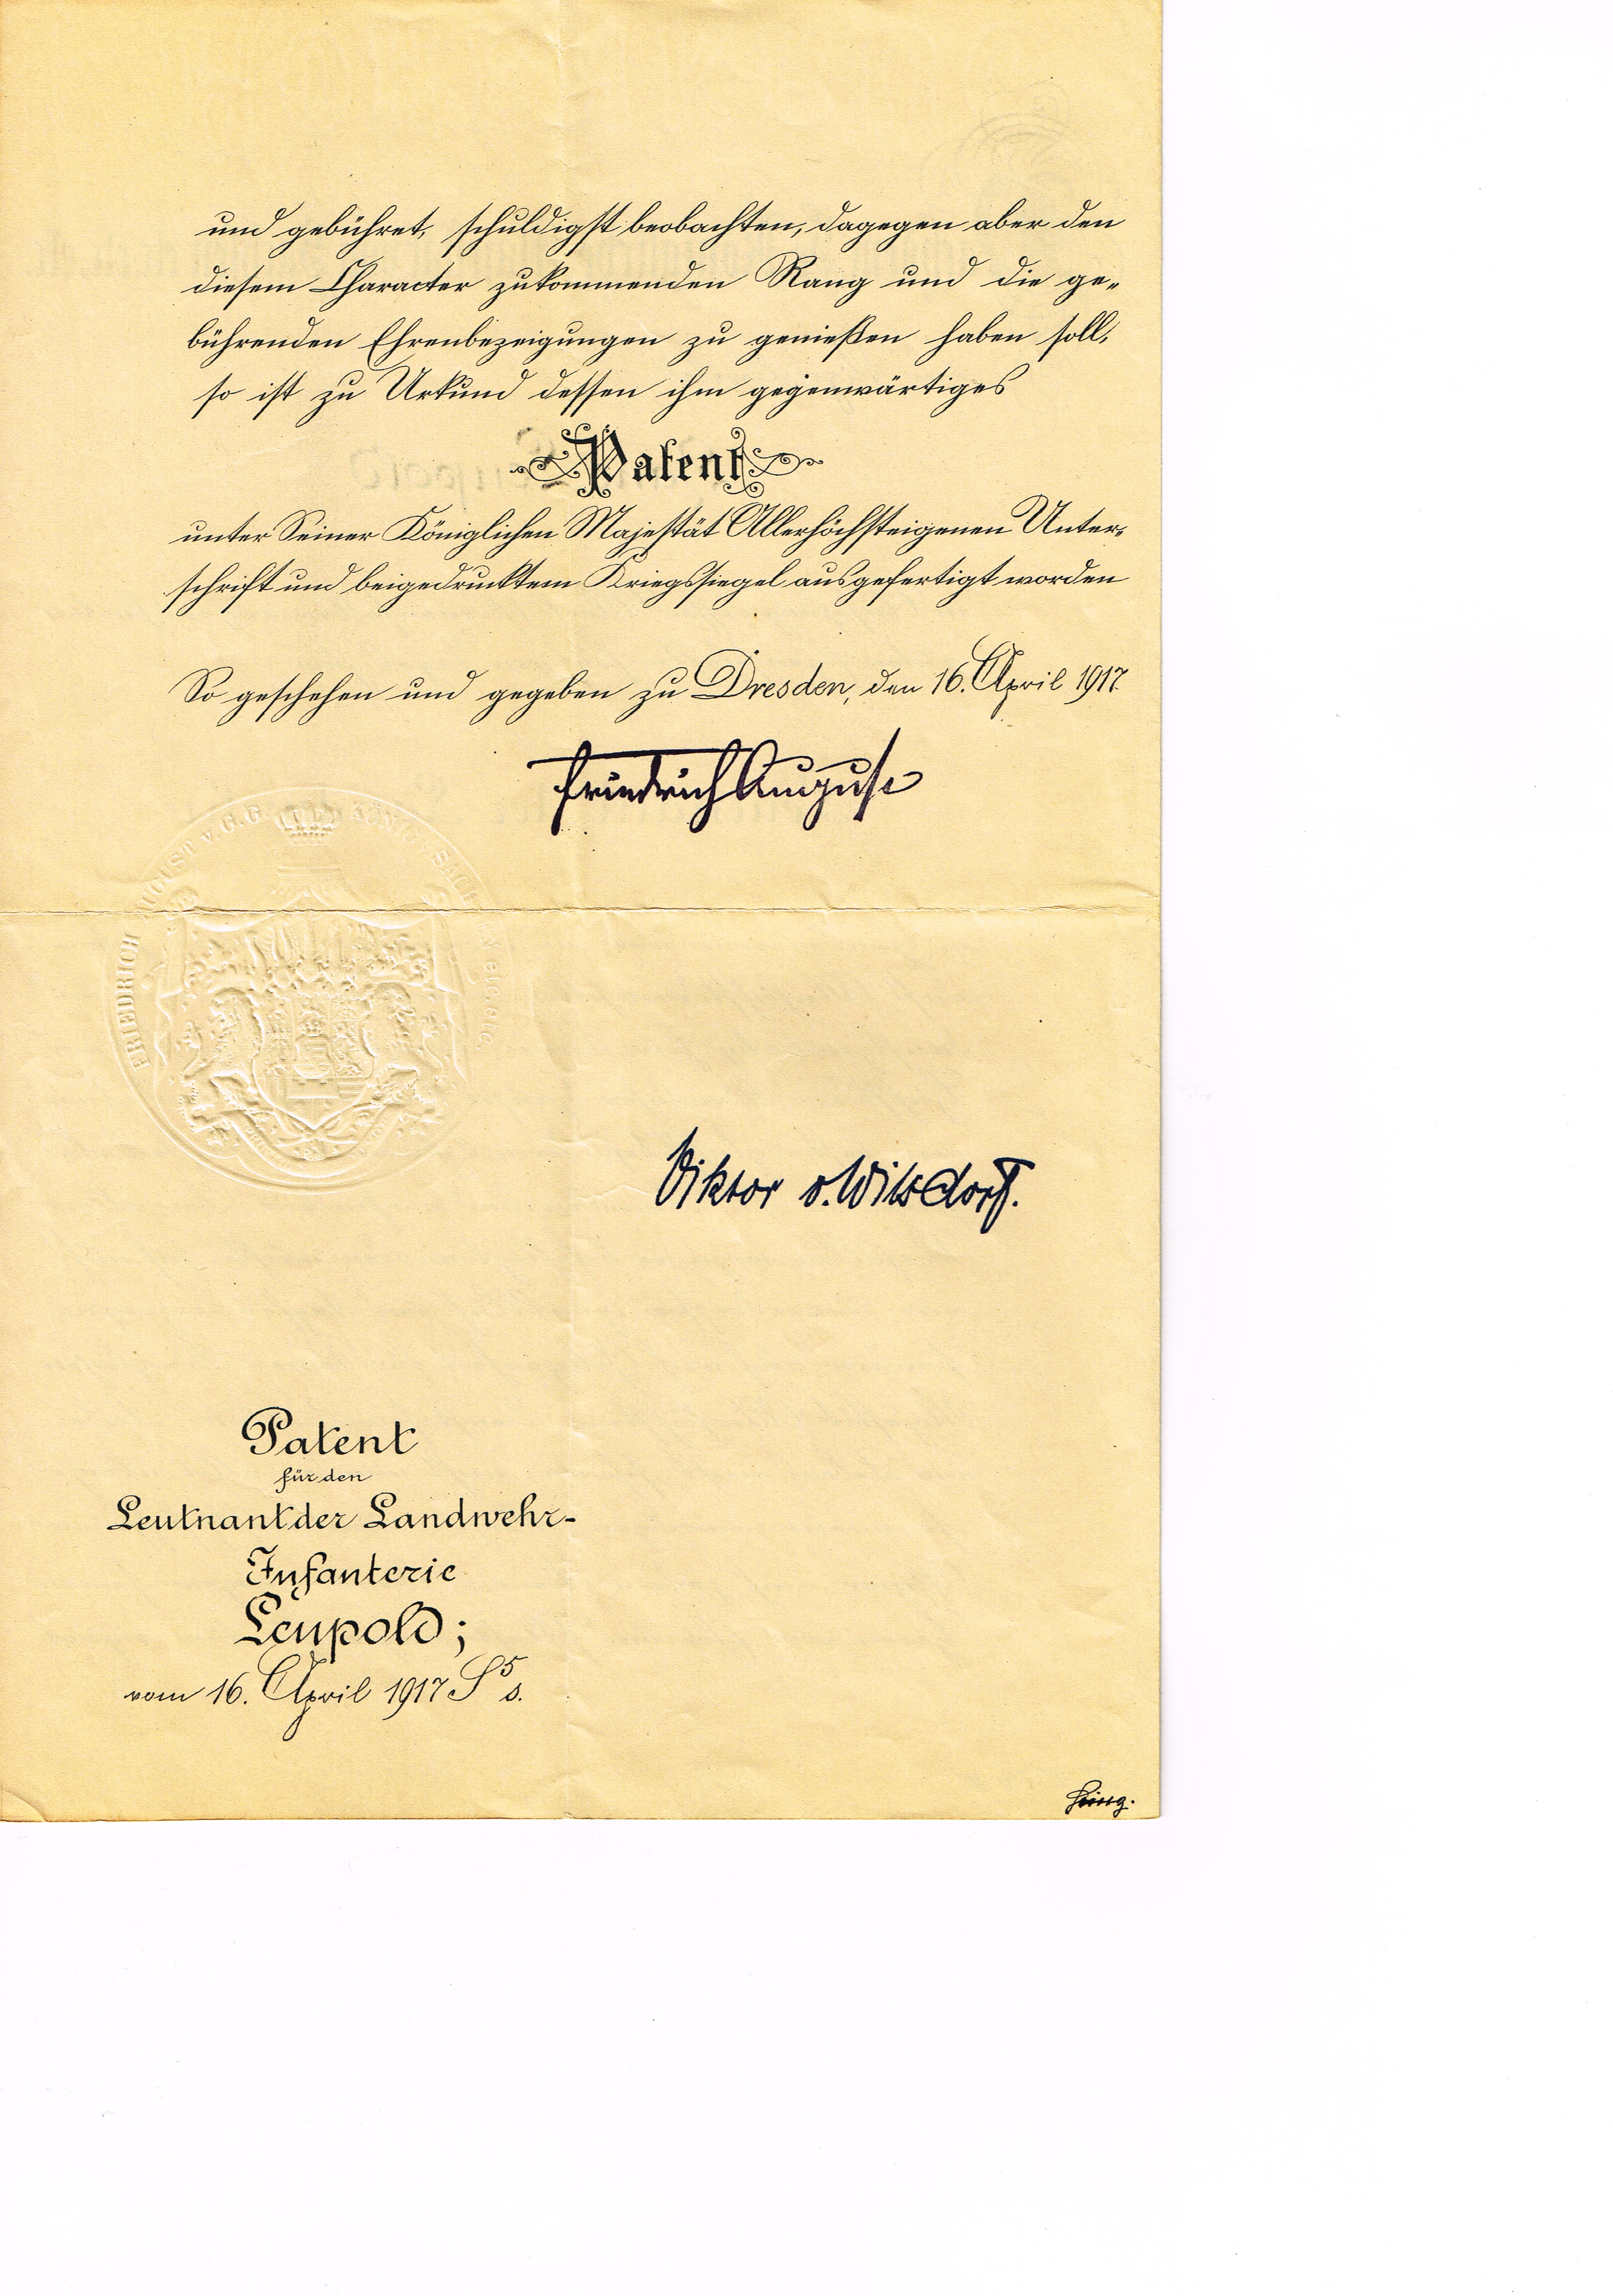 und gebühret, schuldigst beobachten, dagegen aber den
diesem Character zukommenden Rang und die ge-
bührenden Ehrenbezeigungen zu genießen haben soll,
so ist zu Urkund dessen ihm gegenwärtiges
Patent
unter Seiner Königlichen Majestät Allerhöchsteigenen Unter-
schrift und beigedrucktem Kriegssiegel ausgefertigt worden
So geschehen und gegeben zu Dresden, den 16. April 1917.
Friedrich August
FRIEDRICH AUGUST v. G. G. KÖNIG v. SACHSEN etc. etc.
Viktor v. Wilsdorf.
Patent
für den
Leutnant der Landwehr-
Infanterie
Leupold;
vom 16. April 1917